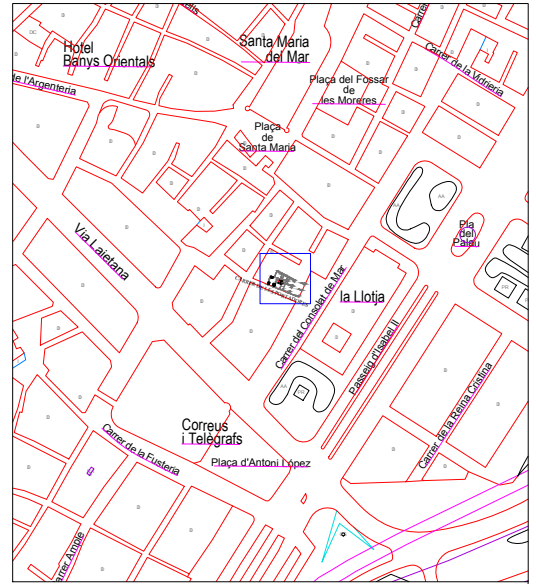 Hotel
Banys Orientals
Santa Maria
del Mar
Carrer
Carrer de la Vidrieria
de l'Argenteria
Plaça del Fossar
de
les Moreres
Plaça
de
Santa Maria
Via Laietana
Pla
del
Palau
la Llotja
Carrer del Consolat de Mar
Passeig d'Isabel II
Carrer de la Reina Cristina
Correus
i Telègrafs
Carrer de la Fusteria
Plaça d'Antoni López
Carrer Ample